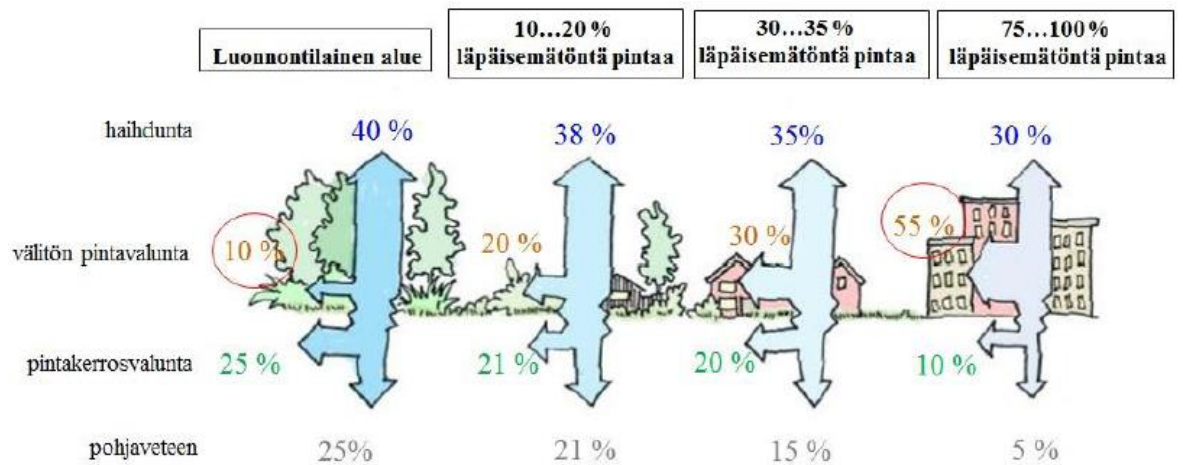 Luonnontilainen alue
10...20 %
läpäisemätöntä pintaa
30...35 %
läpäisemätöntä pintaa
75...100 %
läpäisemätöntä pintaa
haihdunta 40 % 38 % 35% 30 %
välitön pintavalunta 10 % 20 % 30 % 55 %
pintakerrosvalunta 25 % 21 % 20 % 10 %
pohjaveteen 25% 21 % 15 % 5 %